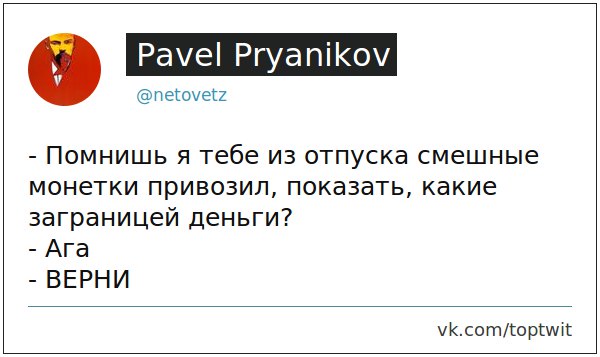 Pavel Pryanikov
@netovetz
- Помнишь я тебе из отпуска смешные
монетки привозил, показать, какие
заграницей деньги?
- Ага
- ВЕРНИ
vk.com/toptwit